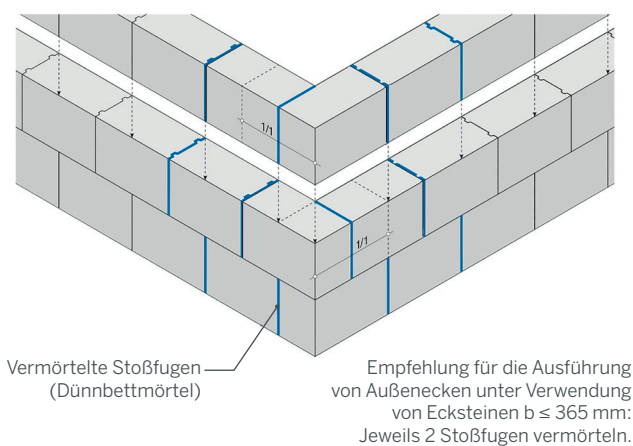 1/1
1/1
Vermörtelte Stoßfugen
(Dünnbettmörtel)
Empfehlung für die Ausführung
von Außenecken unter Verwendung
von Ecksteinen b ≤ 365 mm:
Jeweils 2 Stoßfugen vermörteln.